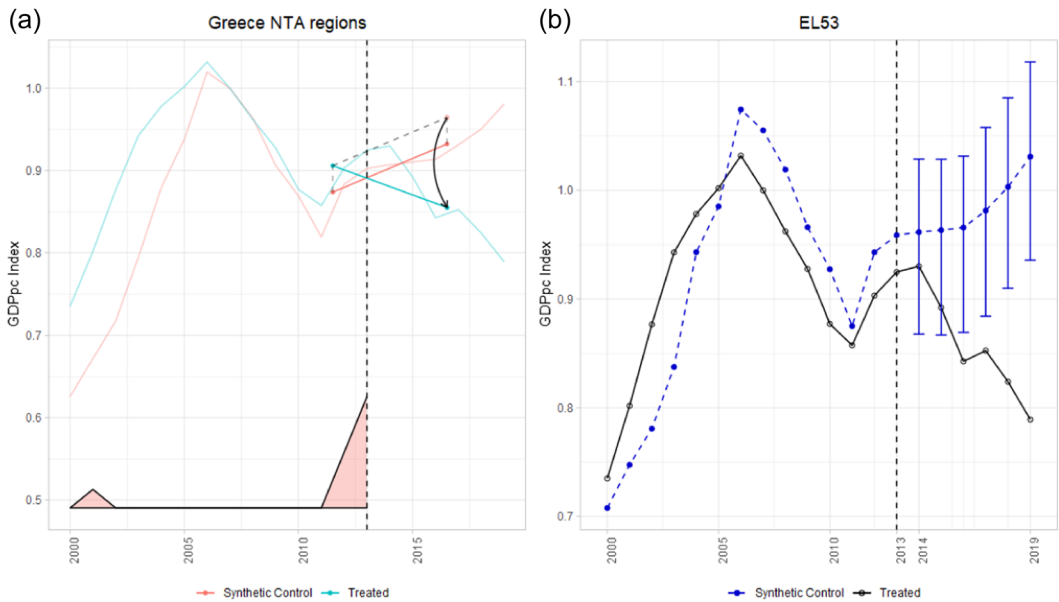 (a)
Greece NTA regions
GDPpc Index
1.0
0.9
0.8
0.7
0.6
0.5
2000
2005
2010
2015
Synthetic Control
Treated
(b)
EL53
GDPpc Index
1.1
1.0
0.9
0.8
0.7
2000
2005
2010
2013
2014
2019
Synthetic Control
Treated